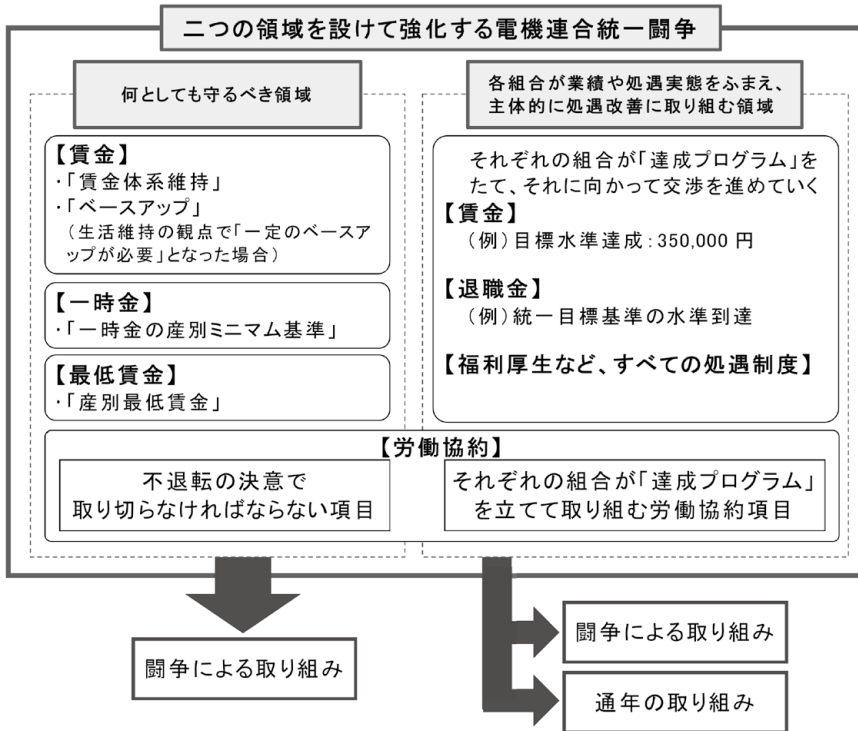 二つの領域を設けて強化する電機連合統一闘争
何としても守るべき領域
【賃金】
・「賃金体系維持」
・「ベースアップ」
（生活維持の観点で「一定のベースア
ップが必要」となった場合）
【一時金】
・「一時金の産別ミニマム基準」
【最低賃金】
・「産別最低賃金」
各組合が業績や処遇実態をふまえ、
主体的に処遇改善に取り組む領域
それぞれの組合が「達成プログラム」を
たて、それに向かって交渉を進めていく
【賃金】
（例）目標水準達成：350,000 円
【退職金】
（例）統一目標基準の水準到達
【福利厚生など、すべての処遇制度】
【労働協約】
不退転の決意で
取り切らなければならない項目
それぞれの組合が「達成プログラム」
を立てて取り組む労働協約項目
闘争による取り組み
闘争による取り組み
通年の取り組み